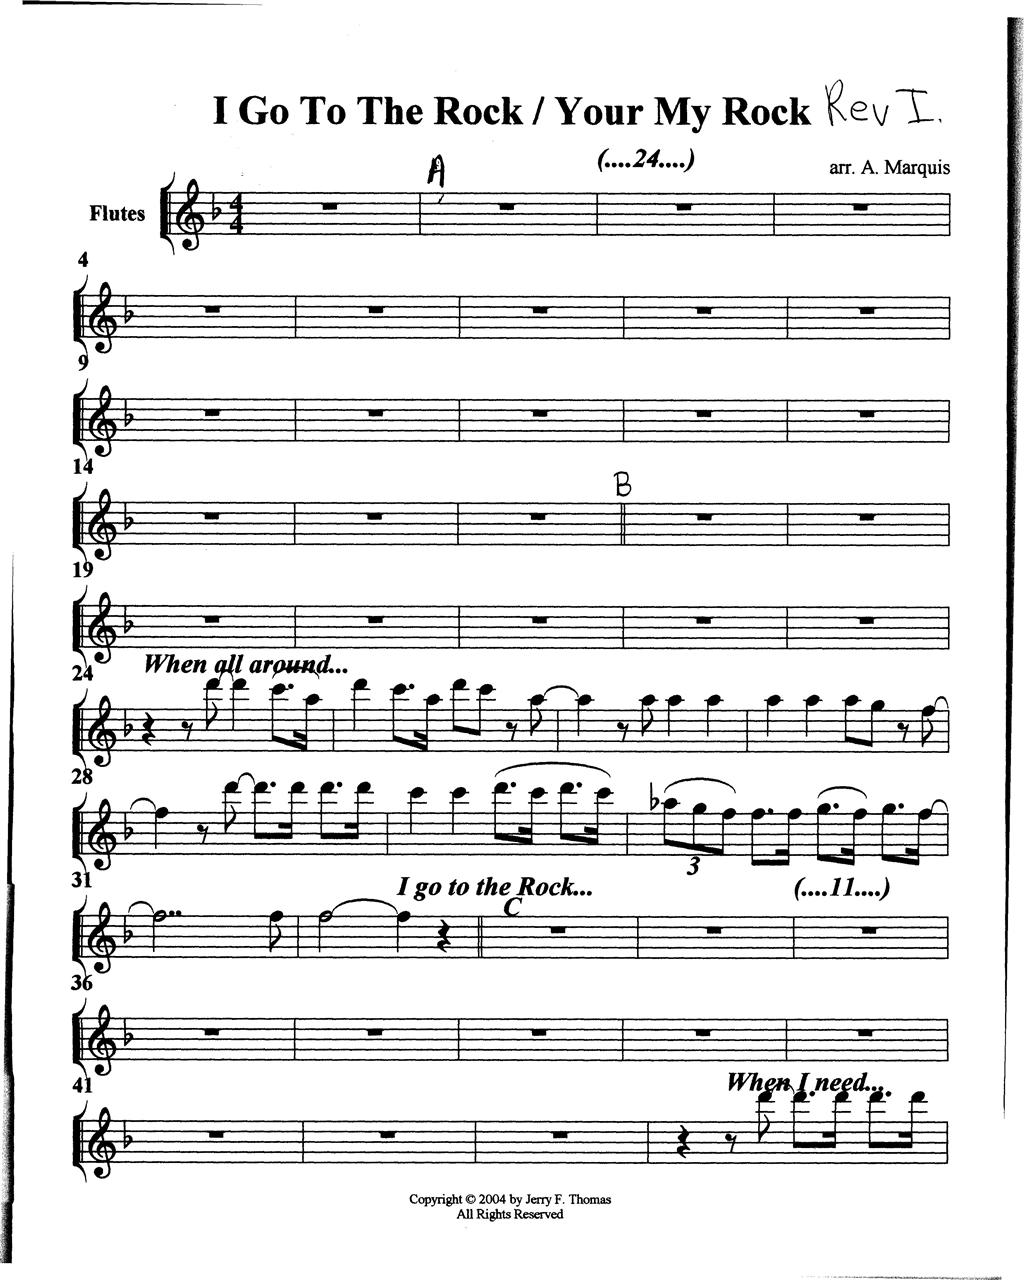 I Go To The Rock / Your My Rock Rev I.
A
(....24....)
arr. A. Marquis
Flutes
4
4
4
9
14
B
19
When all around...
24
28
3
31
I go to the Rock...
(....11....)
C
36
41
When I need...
Copyright © 2004 by Jerry F. Thomas
All Rights Reserved